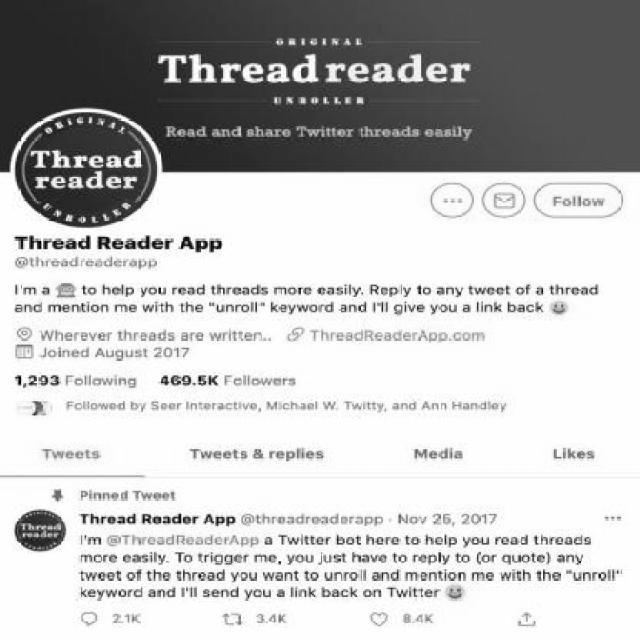 ORIGINAL
Threadreader
UNROLLER
Read and share Twitter threads easily
ORIGINAL
Thread
reader
UNROLLER
Follow
Thread Reader App
@threadreaderapp
I'm a 🤖 to help you read threads more easily. Reply to any tweet of a thread
and mention me with the "unroll" keyword and I'll give you a link back 😀
Wherever threads are written.. ThreadReaderApp.com
Joined August 2017
1,293 Following 469.5K Followers
Followed by Seer Interactive, Michael W. Twitty, and Ann Handley
Tweets Tweets & replies Media Likes
Pinned Tweet
Thread Reader App @threadreaderapp · Nov 25, 2017
Thread
reader
I'm @ThreadReaderApp a Twitter bot here to help you read threads
more easily. To trigger me, you just have to reply to (or quote) any
tweet of the thread you want to unroll and mention me with the "unroll"
keyword and I'll send you a link back on Twitter 😀
2.1K 3.4K 8.4K